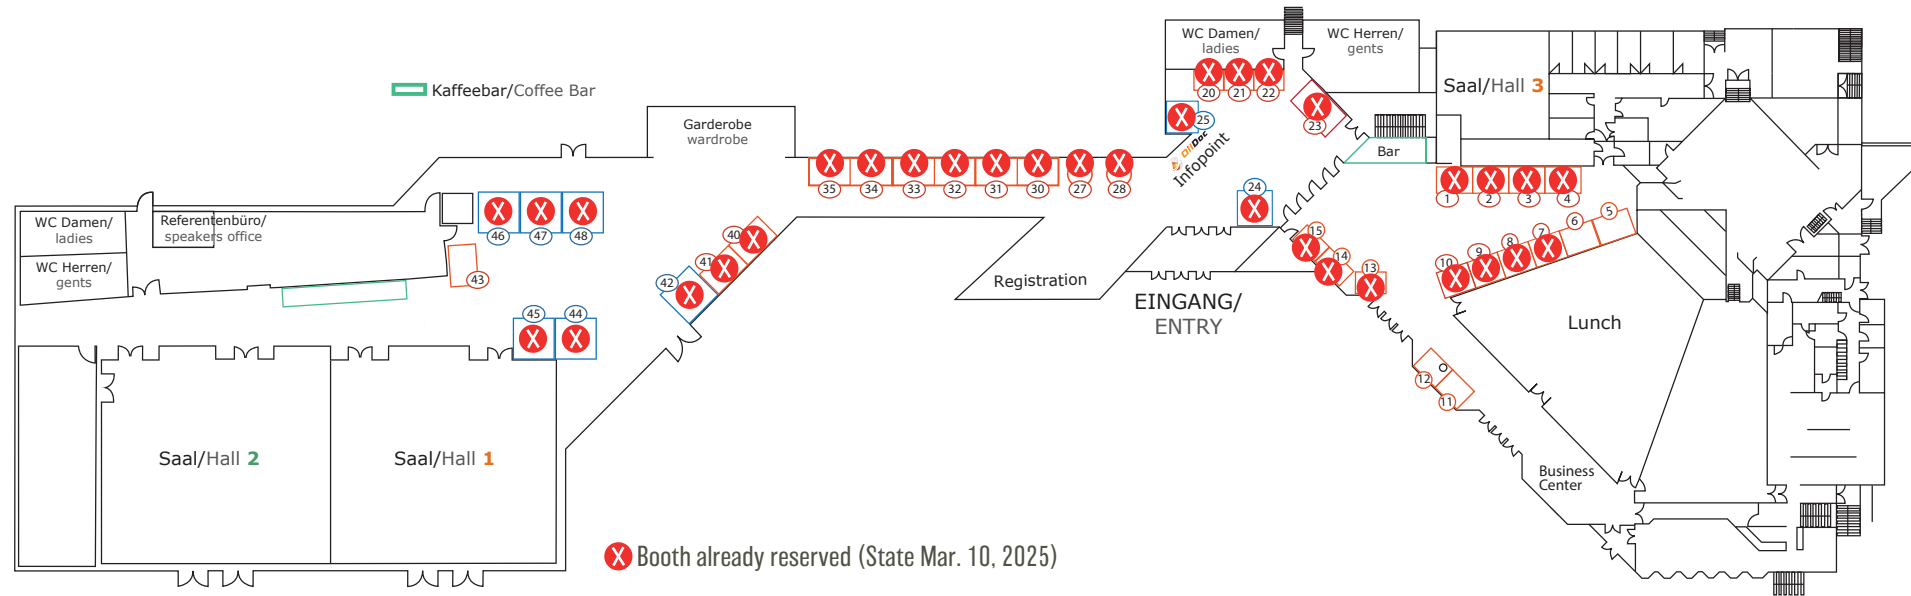 WC Damen/
ladies
WC Herren/
gents
Kaffeebar/Coffee Bar
Saal/Hall 3
20
21
22
23
25
Garderobe
wardrobe
DiiDoc
Infopoint
Bar
35
34
33
32
31
30
27
28
24
1
2
3
4
WC Damen/
ladies
Referentenbüro/
speakers office
46
47
48
WC Herren/
gents
43
40
41
42
15
14
13
5
6
7
8
9
10
Registration
EINGANG/
ENTRY
45
44
Lunch
12
11
Saal/Hall 2
Saal/Hall 1
Business
Center
Booth already reserved (State Mar. 10, 2025)